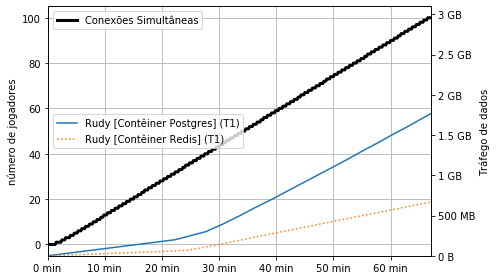 Conexões Simultâneas
Rudy [Contêiner Postgres] (T1)
Rudy [Contêiner Redis] (T1)
número de jogadores
100
80
60
40
20
0
Tráfego de dados
3 GB
2.5 GB
2 GB
1.5 GB
1 GB
500 MB
0 B
0 min
10 min
20 min
30 min
40 min
50 min
60 min